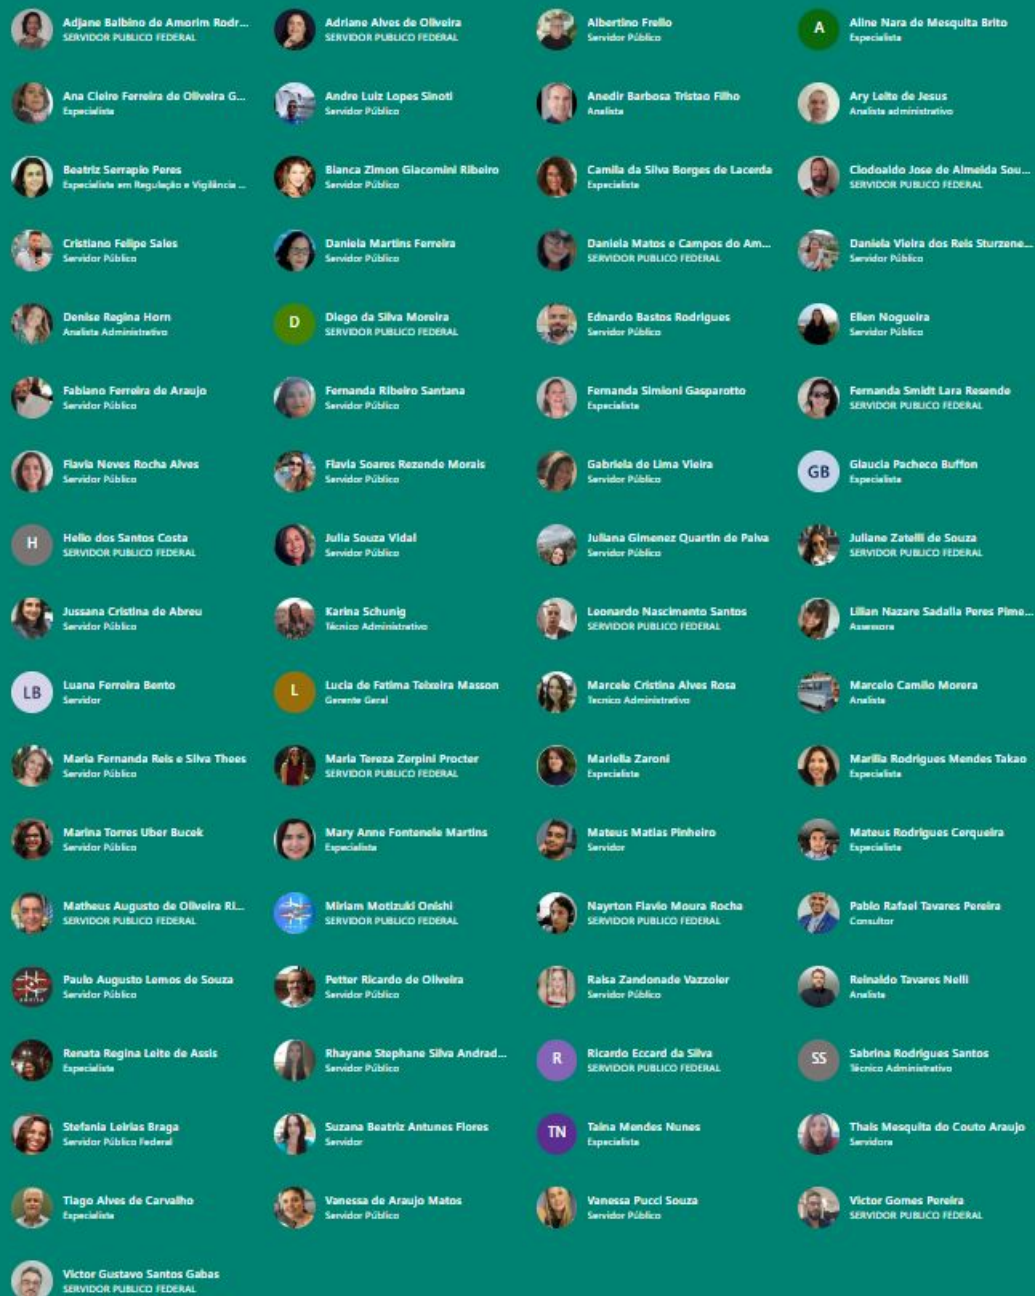 Adjane Balbino de Amorim Rodr...
SERVIDOR PUBLICO FEDERAL
Adriane Alves de Oliveira
SERVIDOR PUBLICO FEDERAL
Albertino Frello
Servidor Público
A
Aline Nara de Mesquita Brito
Especialista
Ana Cleire Ferreira de Oliveira G...
Especialista
Andre Luiz Lopes Sinoti
Servidor Público
Anedir Barbosa Tristao Filho
Analista
Ary Leite de Jesus
Analista administrativo
Beatriz Serrapio Peres
Especialista em Regulação e Vigilância ...
Bianca Zimon Giacomini Ribeiro
Servidor Público
Camila da Silva Borges de Lacerda
Especialista
Clodoaldo Jose de Almeida Sou...
SERVIDOR PUBLICO FEDERAL
Cristiano Felipe Sales
Servidor Público
Daniela Martins Ferreira
Servidor Público
Daniela Matos e Campos do Am...
SERVIDOR PUBLICO FEDERAL
Daniela Vieira dos Reis Sturzene...
Servidor Público
Denise Regina Horn
Analista Administrativo
D
Diego da Silva Moreira
SERVIDOR PUBLICO FEDERAL
Ednardo Bastos Rodrigues
Servidor Público
Ellen Nogueira
Servidor Público
Fabiano Ferreira de Araujo
Servidor Público
Fernanda Ribeiro Santana
Servidor Público
Fernanda Simioni Gasparotto
Especialista
Fernanda Smidt Lara Resende
SERVIDOR PUBLICO FEDERAL
Flavia Neves Rocha Alves
Servidor Público
Flavia Soares Rezende Morais
Servidor Público
Gabriela de Lima Vieira
Servidor Público
GB
Glaucia Pacheco Buffon
Especialista
H
Helio dos Santos Costa
SERVIDOR PUBLICO FEDERAL
Julia Souza Vidal
Servidor Público
Juliana Gimenez Quartin de Paiva
Servidor Público
Juliane Zatelli de Souza
SERVIDOR PUBLICO FEDERAL
Jussana Cristina de Abreu
Servidor Público
Karina Schunig
Técnico Administrativo
Leonardo Nascimento Santos
SERVIDOR PUBLICO FEDERAL
Lilian Nazare Sadalla Peres Pime...
Assessora
LB
Luana Ferreira Bento
Servidor
L
Lucia de Fatima Teixeira Masson
Gerente Geral
Marcele Cristina Alves Rosa
Tecnico Administrativo
Marcelo Camilo Morera
Analista
Maria Fernanda Reis e Silva Thees
Servidor Público
Maria Tereza Zerpini Procter
SERVIDOR PUBLICO FEDERAL
Mariella Zaroni
Especialista
Marilia Rodrigues Mendes Takao
Especialista
Marina Torres Uber Bucek
Servidor Público
Mary Anne Fontenele Martins
Especialista
Mateus Matias Pinheiro
Servidor
Mateus Rodrigues Cerqueira
Especialista
Matheus Augusto de Oliveira Ri...
SERVIDOR PUBLICO FEDERAL
Miriam Motizuki Onishi
SERVIDOR PUBLICO FEDERAL
Nayrton Flavio Moura Rocha
SERVIDOR PUBLICO FEDERAL
Pablo Rafael Tavares Pereira
Consultor
Paulo Augusto Lemos de Souza
Servidor Público
Petter Ricardo de Oliveira
Servidor Público
Raisa Zandonade Vazzoler
Servidor Público
Reinaldo Tavares Nelli
Analista
Renata Regina Leite de Assis
Especialista
Rhayane Stephane Silva Andrad...
Servidor Público
R
Ricardo Eccard da Silva
SERVIDOR PUBLICO FEDERAL
SS
Sabrina Rodrigues Santos
Técnico Administrativo
Stefania Leirias Braga
Servidor Público Federal
Suzana Beatriz Antunes Flores
Servidor
TN
Taina Mendes Nunes
Especialista
Thais Mesquita do Couto Araujo
Servidora
Tiago Alves de Carvalho
Especialista
Vanessa de Araujo Matos
Servidor Público
Vanessa Pucci Souza
Servidor Público
Victor Gomes Pereira
SERVIDOR PUBLICO FEDERAL
Victor Gustavo Santos Gabas
SERVIDOR PUBLICO FEDERAL